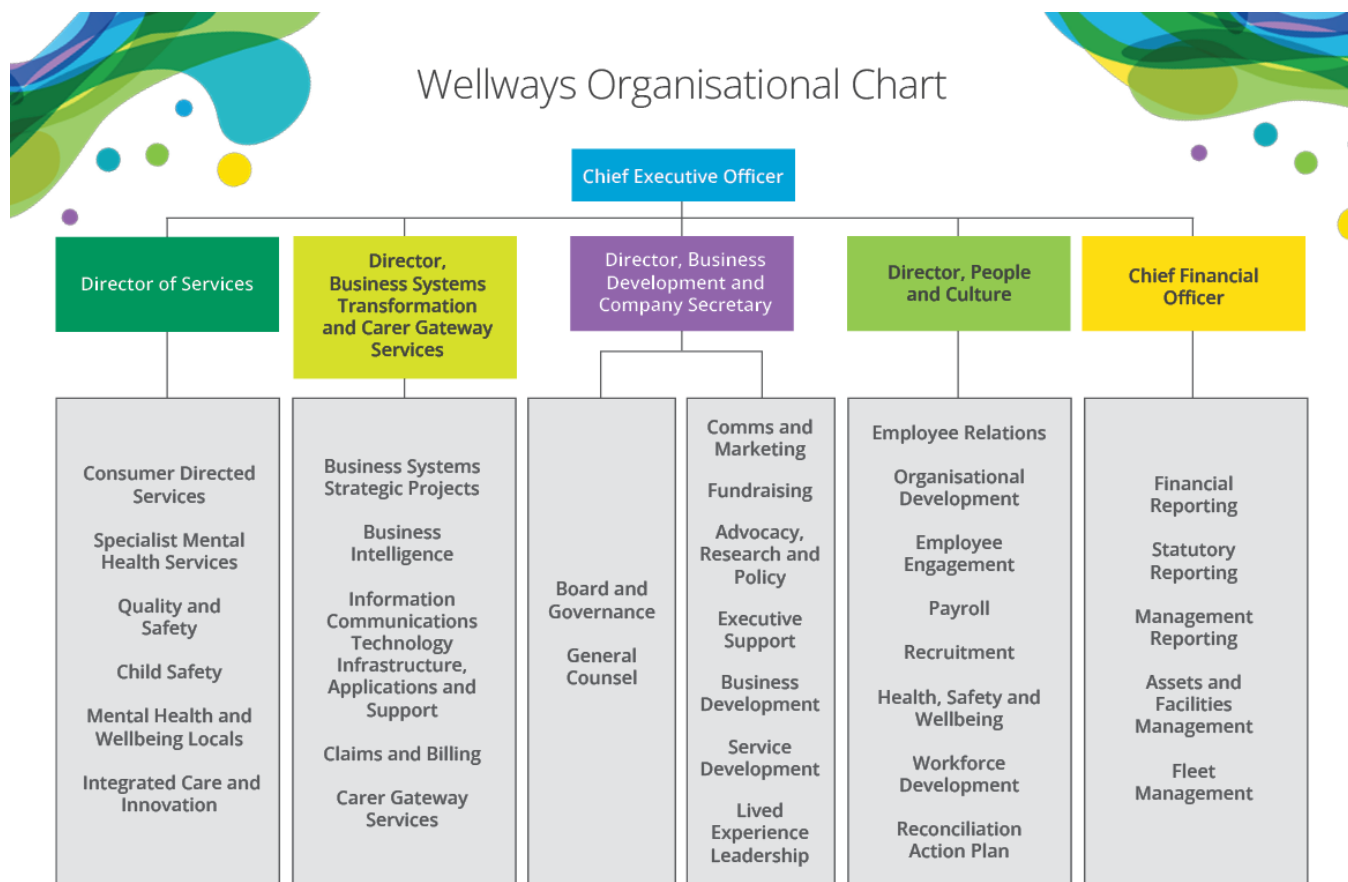 Wellways Organisational Chart
Chief Executive Officer
Director of Services
Director,
Business Systems
Transformation
and Carer Gateway
Services
Director, Business
Development and
Company Secretary
Director, People
and Culture
Chief Financial
Officer
Consumer Directed
Services
Specialist Mental
Health Services
Quality and
Safety
Child Safety
Mental Health and
Wellbeing Locals
Integrated Care and
Innovation
Business Systems
Strategic Projects
Business
Intelligence
Information
Communications
Technology
Infrastructure,
Applications and
Support
Claims and Billing
Carer Gateway
Services
Board and
Governance
General
Counsel
Comms and
Marketing
Fundraising
Advocacy,
Research and
Policy
Executive
Support
Business
Development
Service
Development
Lived
Experience
Leadership
Employee Relations
Organisational
Development
Employee
Engagement
Payroll
Recruitment
Health, Safety and
Wellbeing
Workforce
Development
Reconciliation
Action Plan
Financial
Reporting
Statutory
Reporting
Management
Reporting
Assets and
Facilities
Management
Fleet
Management